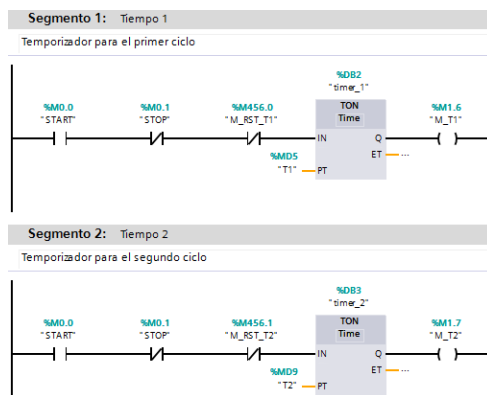 Segmento 1: Tiempo 1
Temporizador para el primer ciclo
%DB2
"timer_1"
%M0.0 %M0.1 %M456.0 TON %M1.6
"START" "STOP" "M_RST_T1" Time "M_T1"
IN Q
%MD5 ET ...
"T1" PT
Segmento 2: Tiempo 2
Temporizador para el segundo ciclo
%DB3
"timer_2"
%M0.0 %M0.1 %M456.1 TON %M1.7
"START" "STOP" "M_RST_T2" Time "M_T2"
IN Q
%MD9 ET ...
"T2" PT